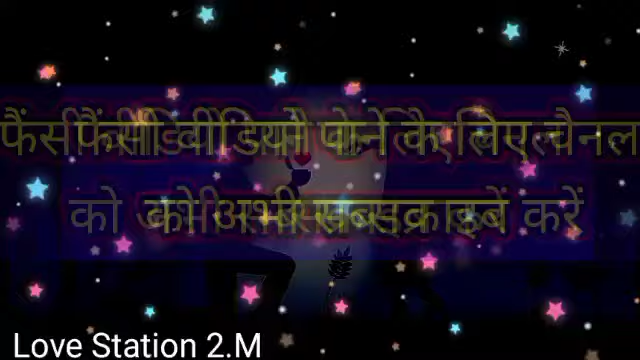 फैंसी वीडियो पाने के लिए चैनल
को अभी सब्सक्राइब करें
Love Station 2.M